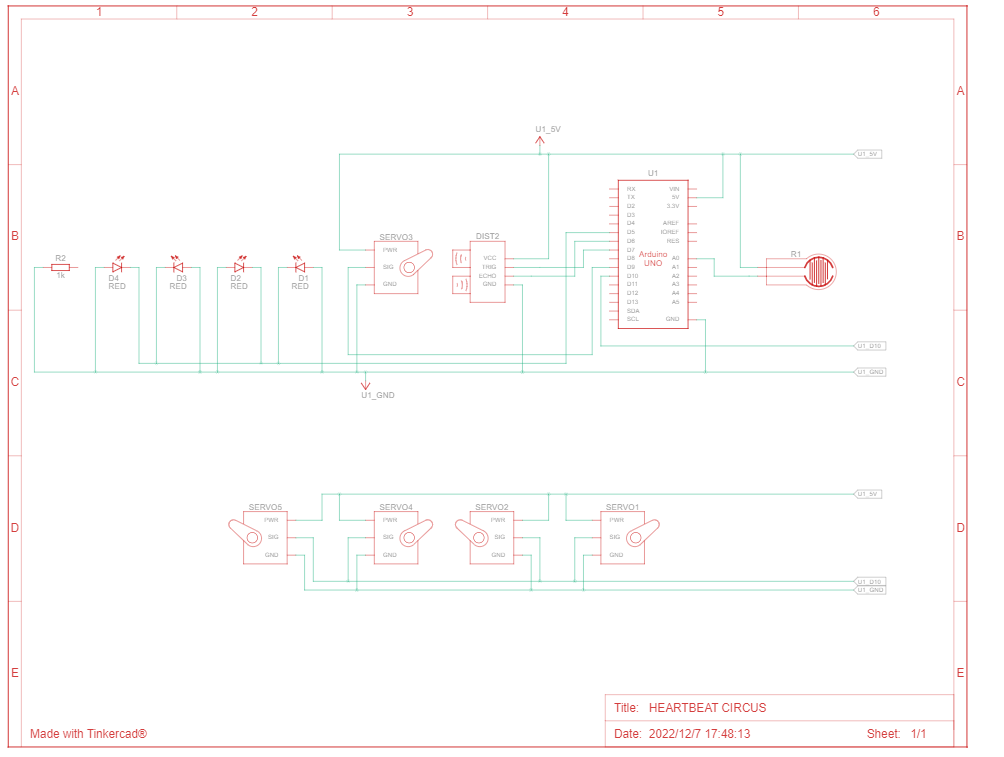 1 2 3 4 5 6
A A
U1_5V
U1_5V
U1
RX VIN
TX 5V
D2 3.3V
D3
D4 AREF
D5 IOREF
D6 RES
D7
D8 A0
D9 A1
D10 A2
D11 A3
D12 A4
D13 A5
SDA
SCL GND
Arduino
UNO
B B
SERVO3
PWR
SIG
GND
DIST2
VCC
TRIG
ECHO
GND
R1
R2
1k
D4
RED
D3
RED
D2
RED
D1
RED
U1_D10
U1_GND
C C
U1_GND
U1_5V
SERVO5
PWR
SIG
GND
SERVO4
PWR
SIG
GND
SERVO2
PWR
SIG
GND
SERVO1
PWR
SIG
GND
D D
U1_D10
U1_GND
E E
Title: HEARTBEAT CIRCUS
Made with Tinkercad®
Date: 2022/12/7 17:48:13 Sheet: 1/1